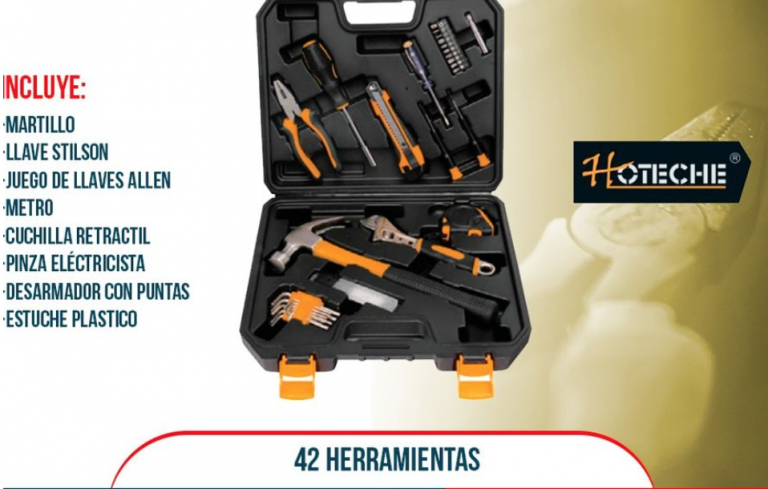 INCLUYE:
·MARTILLO
·LLAVE STILSON
·JUEGO DE LLAVES ALLEN
·METRO
·CUCHILLA RETRACTIL
·PINZA ELÉCTRICISTA
·DESARMADOR CON PUNTAS
·ESTUCHE PLASTICO
HOTECHE®
42 HERRAMIENTAS